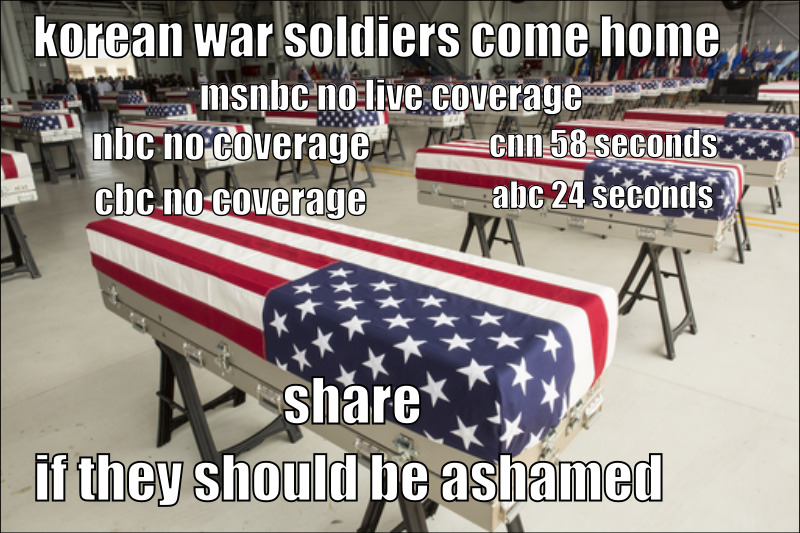 korean war soldiers come home
msnbc no live coverage
nbc no coverage
cnn 58 seconds
cbc no coverage
abc 24 seconds
share
if they should be ashamed